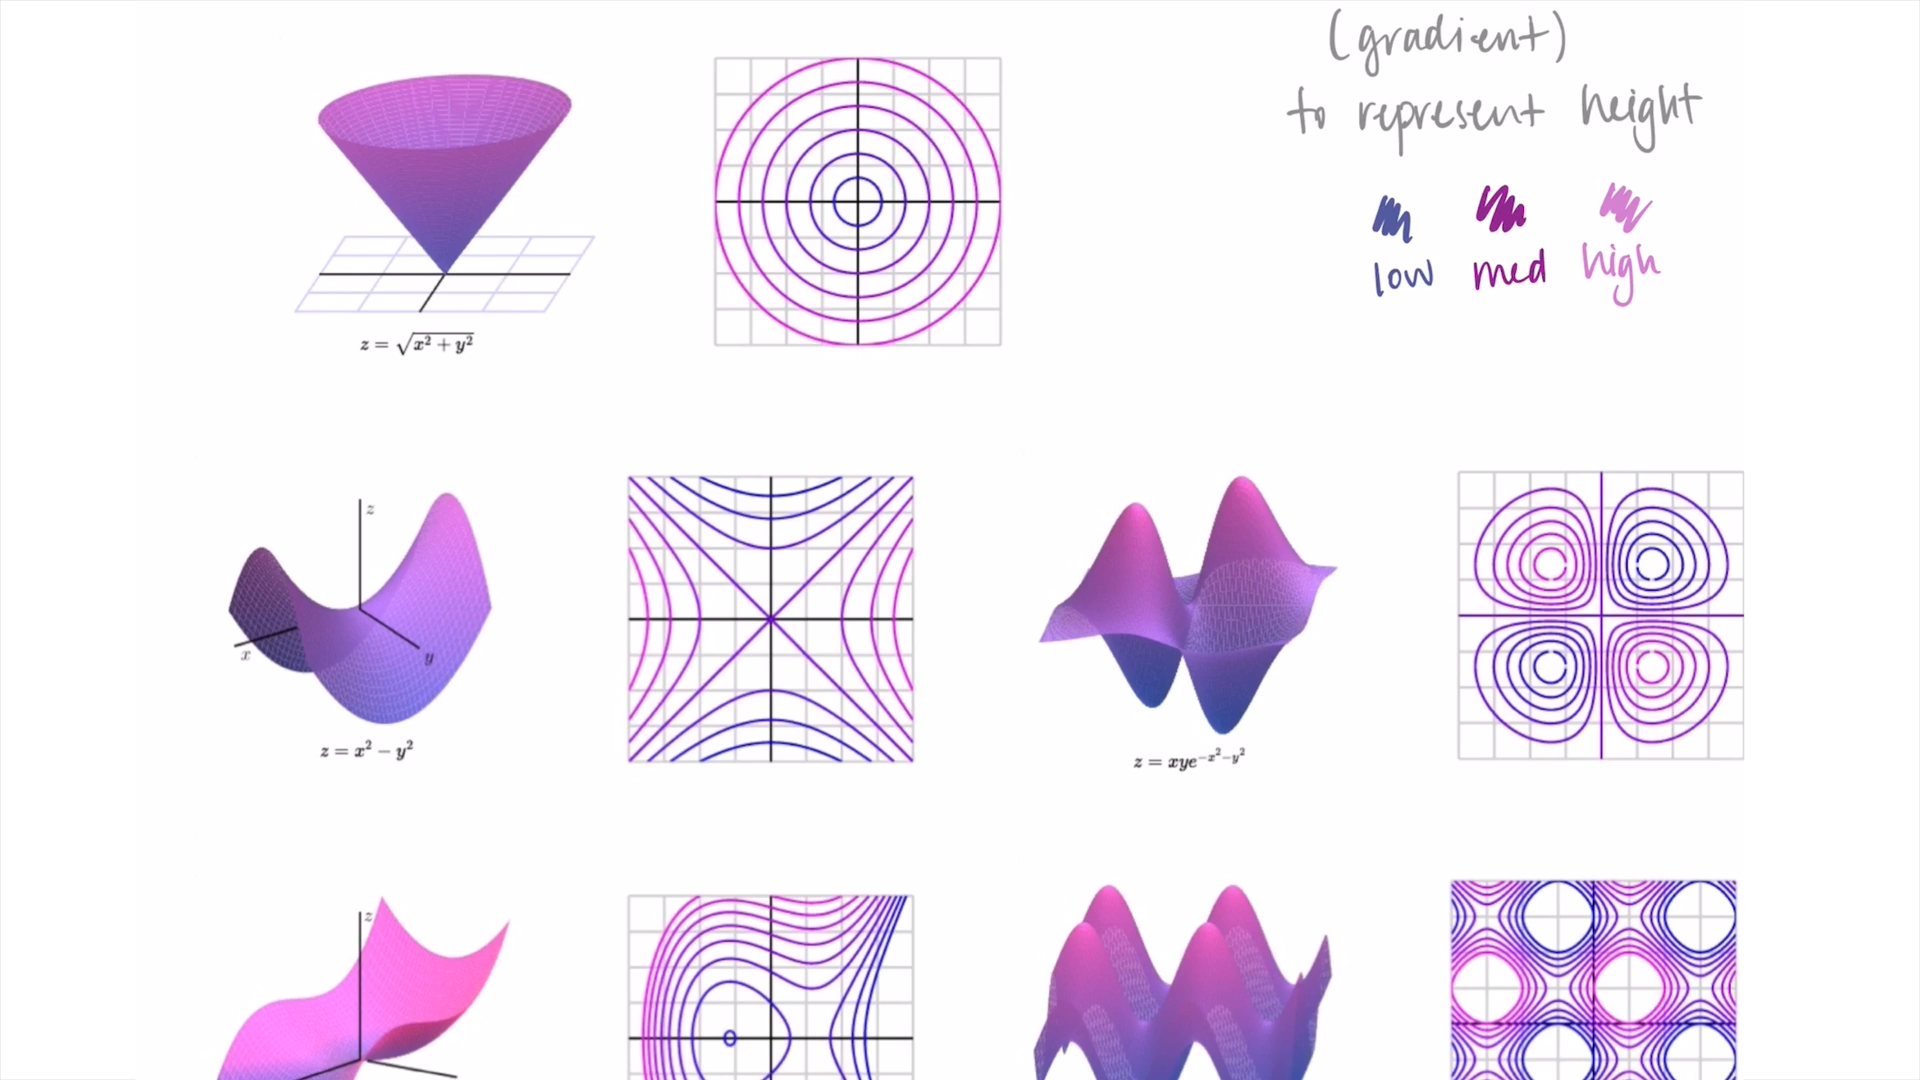 (gradient)
to represent height
low med high
z = √(x² + y²)
z
x
y
z = x² − y²
z = xye^{−x²−y²}
z